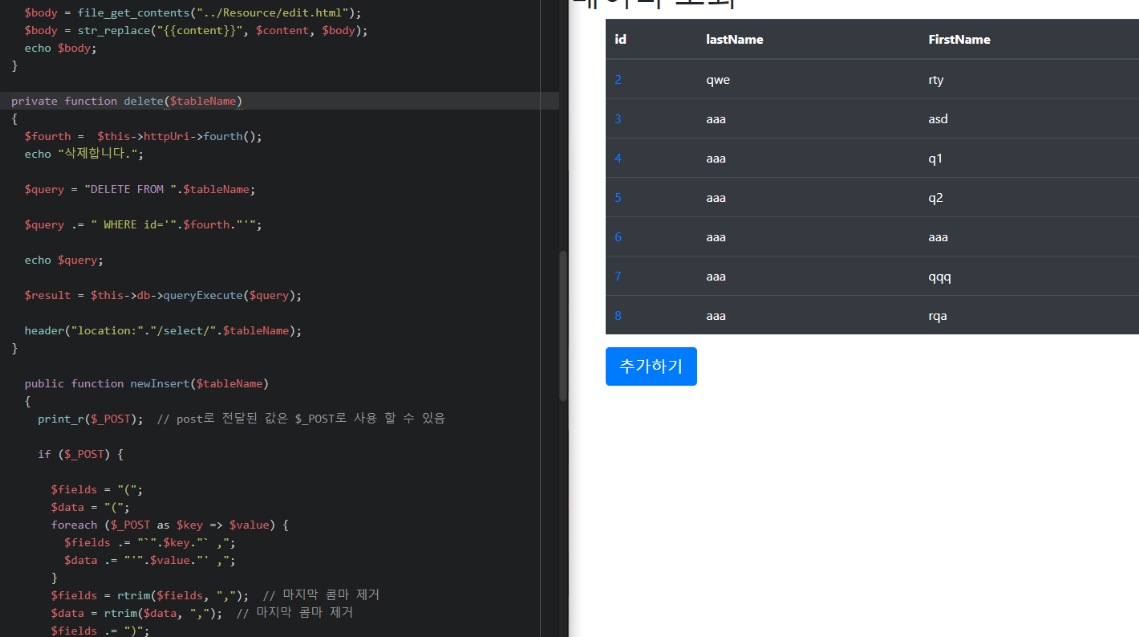 $body = file_get_contents("../Resource/edit.html");
$body = str_replace("{{content}}", $content, $body);
echo $body;
}
private function delete($tableName)
{
$fourth =  $this->httpUri->fourth();
echo "삭제합니다.";
$query = "DELETE FROM ".$tableName;
$query .= " WHERE id='".$fourth."'";
echo $query;
$result = $this->db->queryExecute($query);
header("location:"."/select/".$tableName);
}
public function newInsert($tableName)
{
print_r($_POST);  // post로 전달된 값은 $_POST로 사용 할 수 있음
if ($_POST) {
$fields = "(";
$data = "(";
foreach ($_POST as $key => $value) {
$fields .= "`".$key."` ,";
$data .= "'".$value."' ,";
}
$fields = rtrim($fields, ",");  // 마지막 콤마 제거
$data = rtrim($data, ",");  // 마지막 콤마 제거
$fields .= ")";
id lastName FirstName
2 qwe rty
3 aaa asd
4 aaa q1
5 aaa q2
6 aaa aaa
7 aaa qqq
8 aaa rqa
추가하기